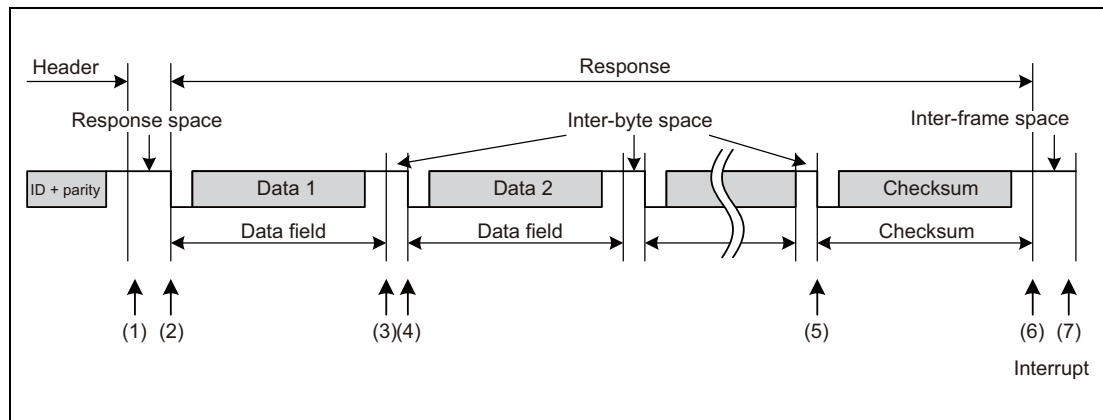 Header
Response
Response space
Inter-byte space
Inter-frame space
ID + parity
Data 1
Data 2
Checksum
Data field
Data field
Checksum
(1)
(2)
(3)
(4)
(5)
(6)
(7)
Interrupt